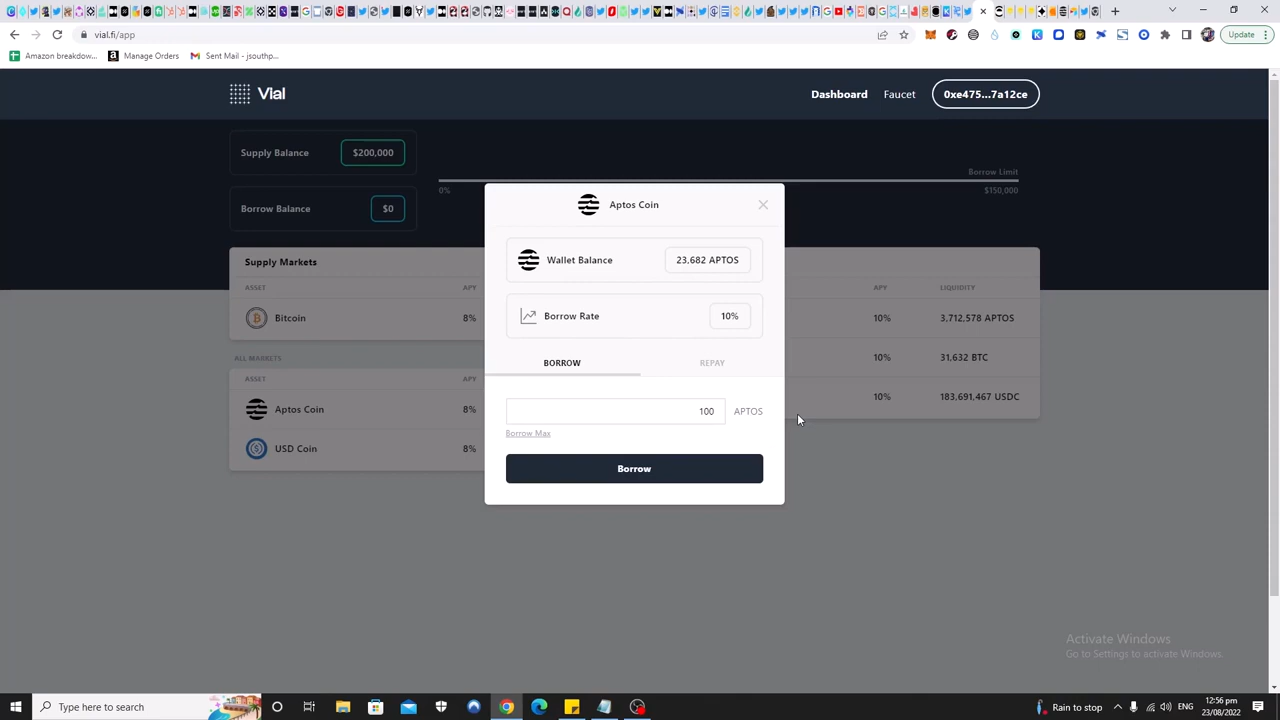 vial.fi/app
Update
Amazon breakdow...
Manage Orders
Sent Mail - jsouthp...
Vial
Dashboard
Faucet
0xe475...7a12ce
Supply Balance
$200,000
Borrow Limit
0%
$150,000
Borrow Balance
$0
Aptos Coin
Wallet Balance
23,682 APTOS
Borrow Rate
10%
BORROW
REPAY
100
APTOS
Borrow Max
Borrow
Supply Markets
ASSET
APY
Bitcoin
8%
ALL MARKETS
ASSET
APY
Aptos Coin
8%
USD Coin
8%
APY
LIQUIDITY
10%
3,712,578 APTOS
10%
31,632 BTC
10%
183,691,467 USDC
Activate Windows
Go to Settings to activate Windows.
Type here to search
Rain to stop
ENG
12:56 pm
23/08/2022